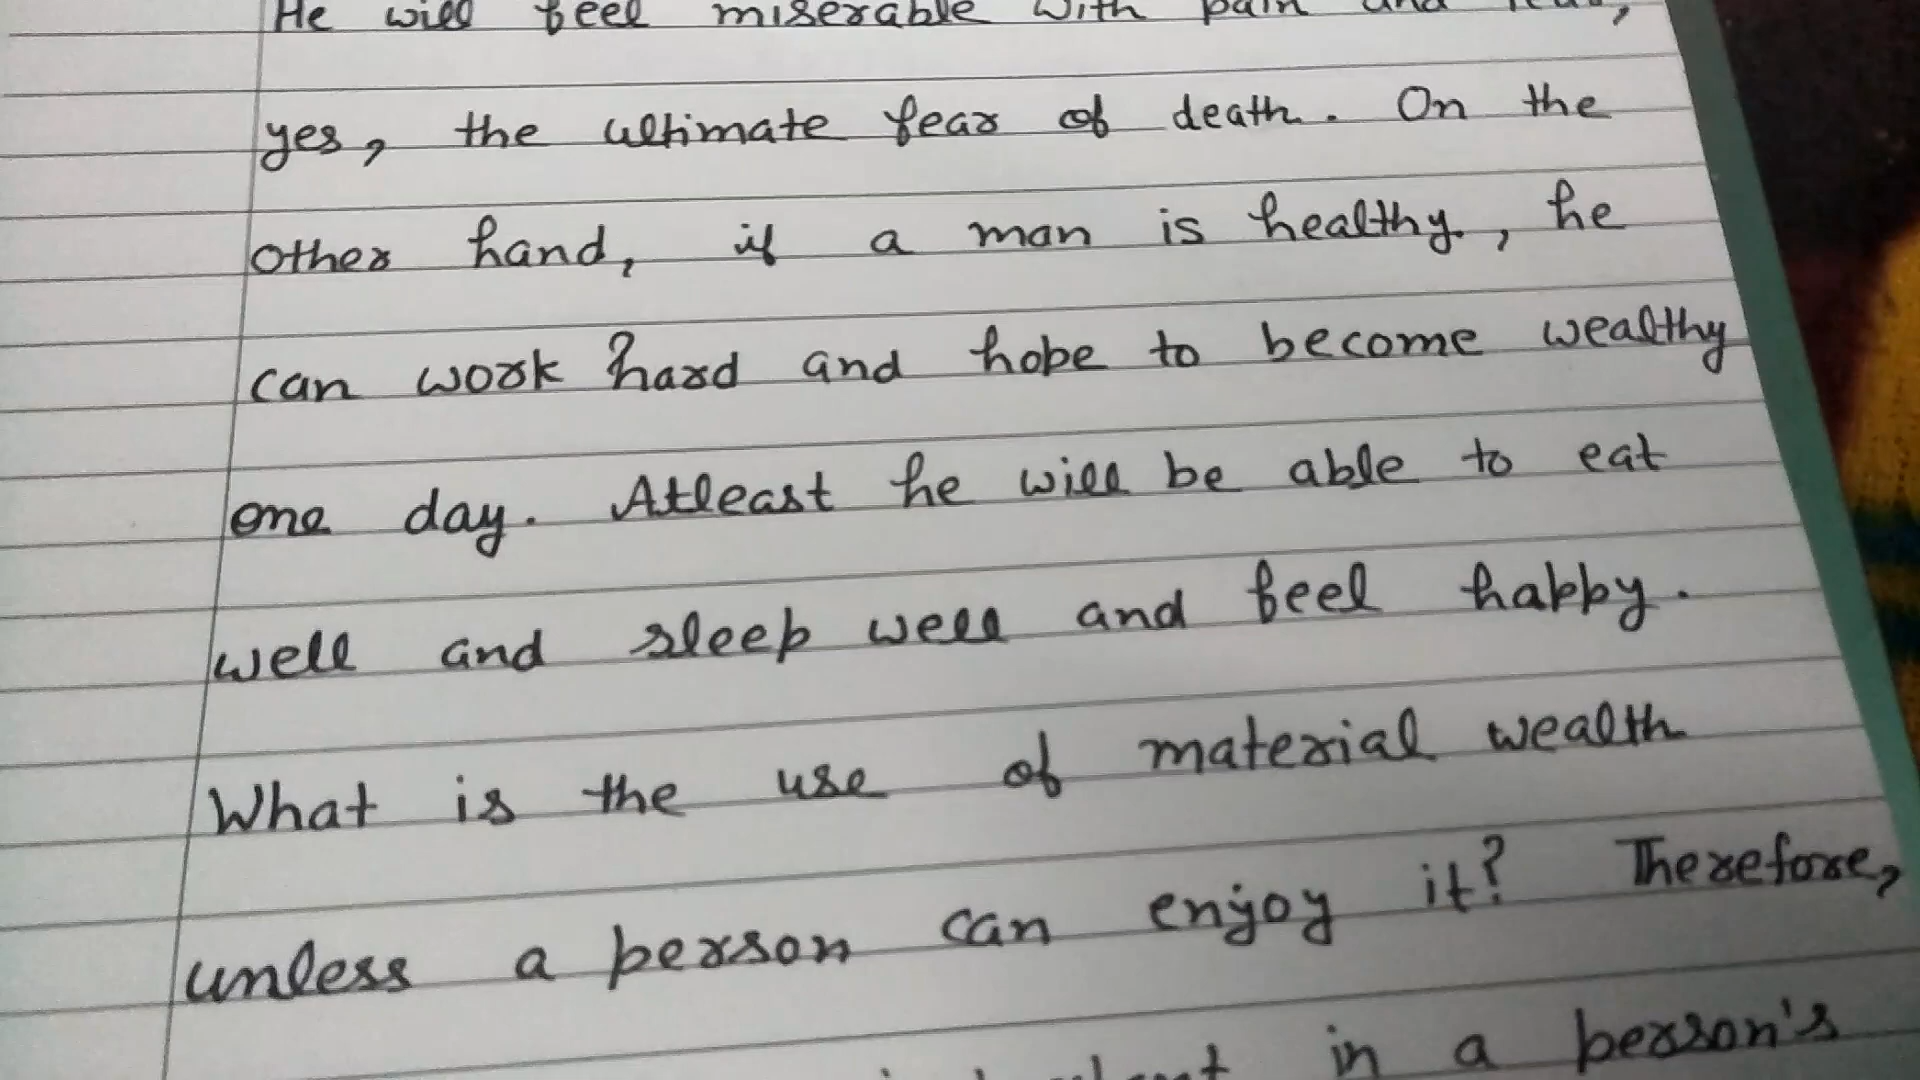 He will feel miserable with pain and
yes, the ultimate fear of death. On the
other hand, if a man is healthy, he
can work hard and hope to become wealthy
one day. Atleast he will be able to eat
well and sleep well and feel happy.
What is the use of material wealth
unless a person can enjoy it? Therefore,
in a person's